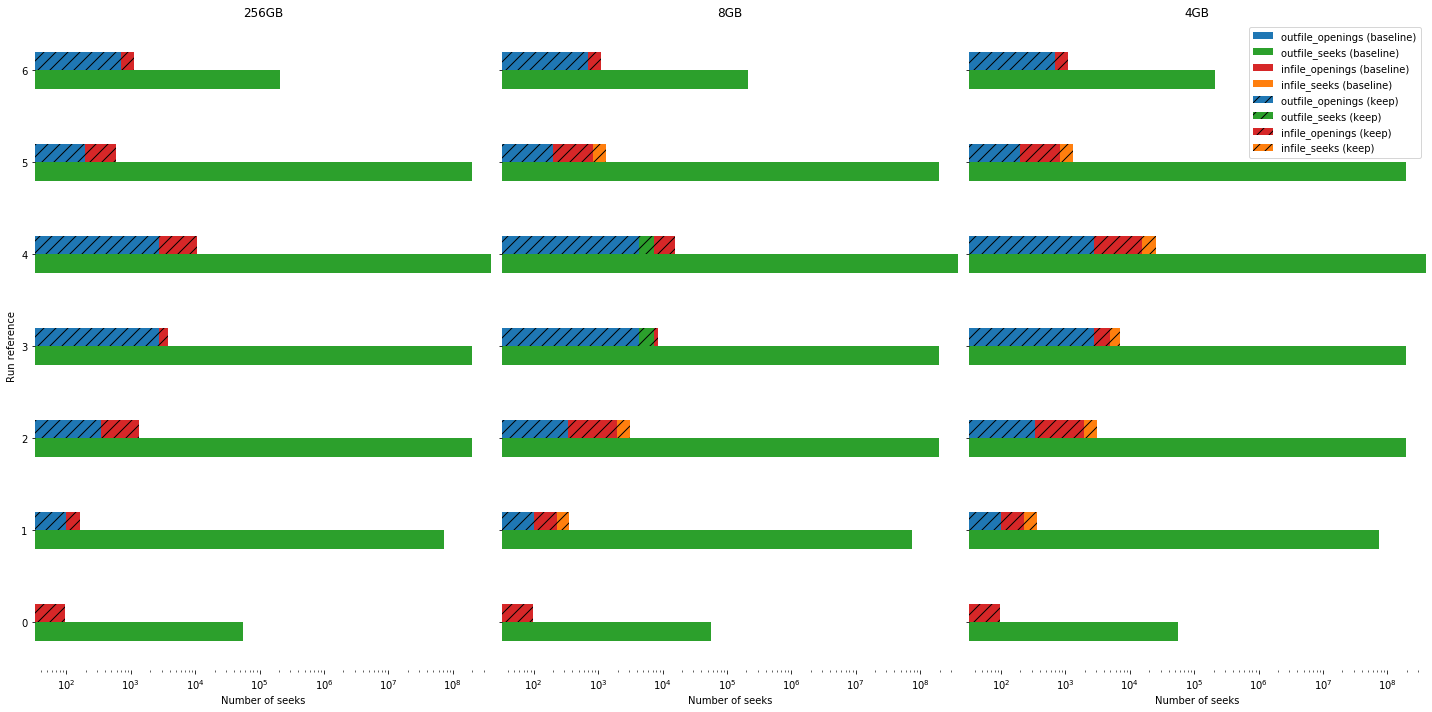 256GB
8GB
4GB
outfile_openings (baseline)
outfile_seeks (baseline)
infile_openings (baseline)
infile_seeks (baseline)
outfile_openings (keep)
outfile_seeks (keep)
infile_openings (keep)
infile_seeks (keep)
Run reference
6
5
4
3
2
1
0
10² 10³ 10⁴ 10⁵ 10⁶ 10⁷ 10⁸
10² 10³ 10⁴ 10⁵ 10⁶ 10⁷ 10⁸
10² 10³ 10⁴ 10⁵ 10⁶ 10⁷ 10⁸
Number of seeks
Number of seeks
Number of seeks